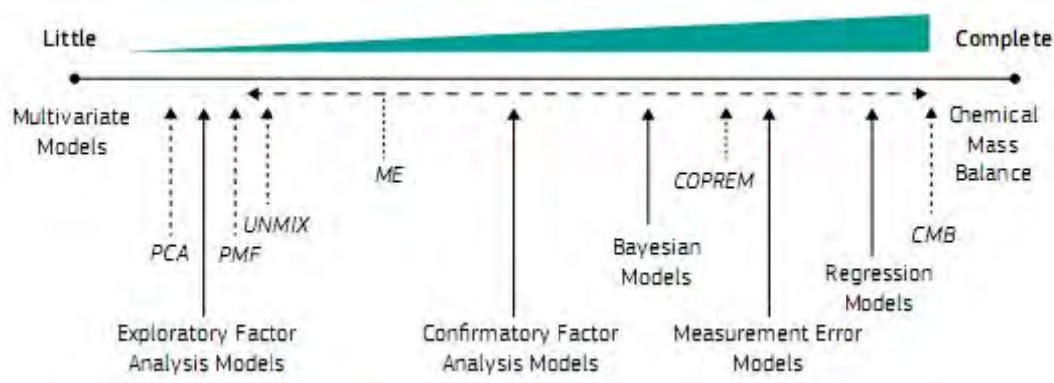 Little
Complete
Multivariate
Models
Chemical
Mass
Balance
ME
COPREM
UNMIX
PCA
PMF
CMB
Bayesian
Models
Regression
Models
Exploratory Factor
Analysis Models
Confirmatory Factor
Analysis Models
Measurement Error
Models